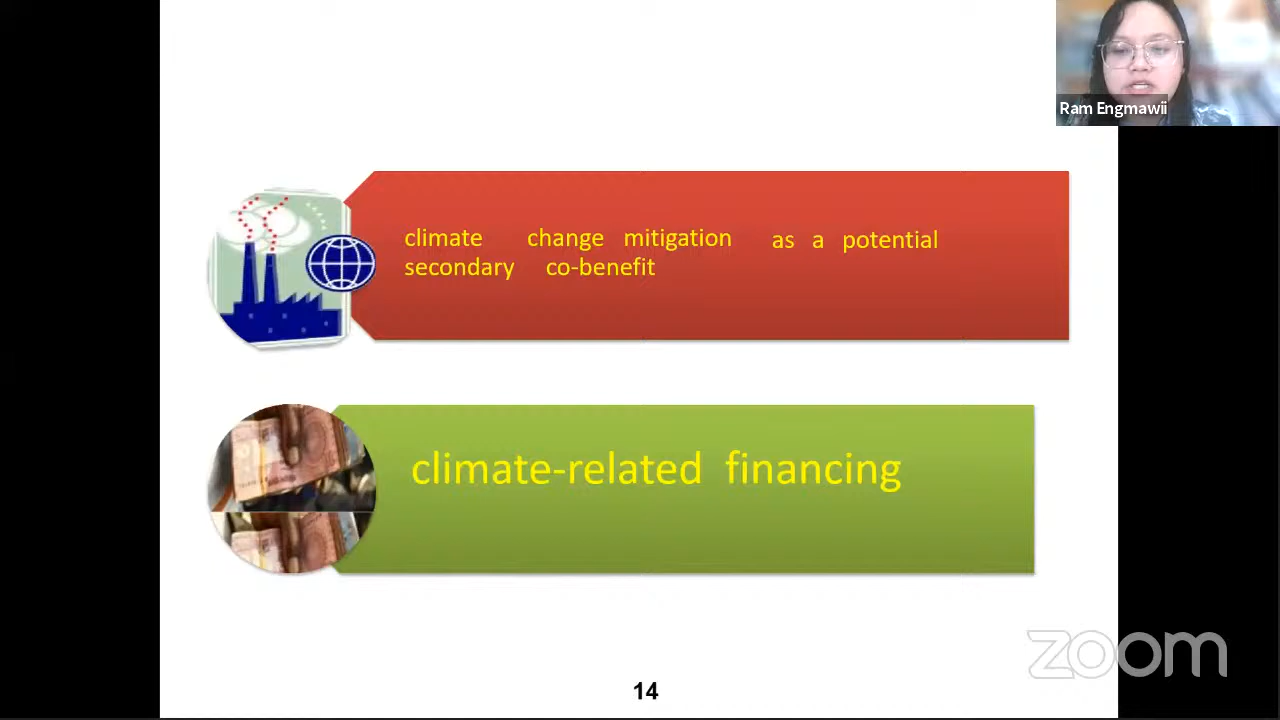 Ram Engmawii
climate change mitigation as a potential
secondary co-benefit
climate-related financing
zoom
14